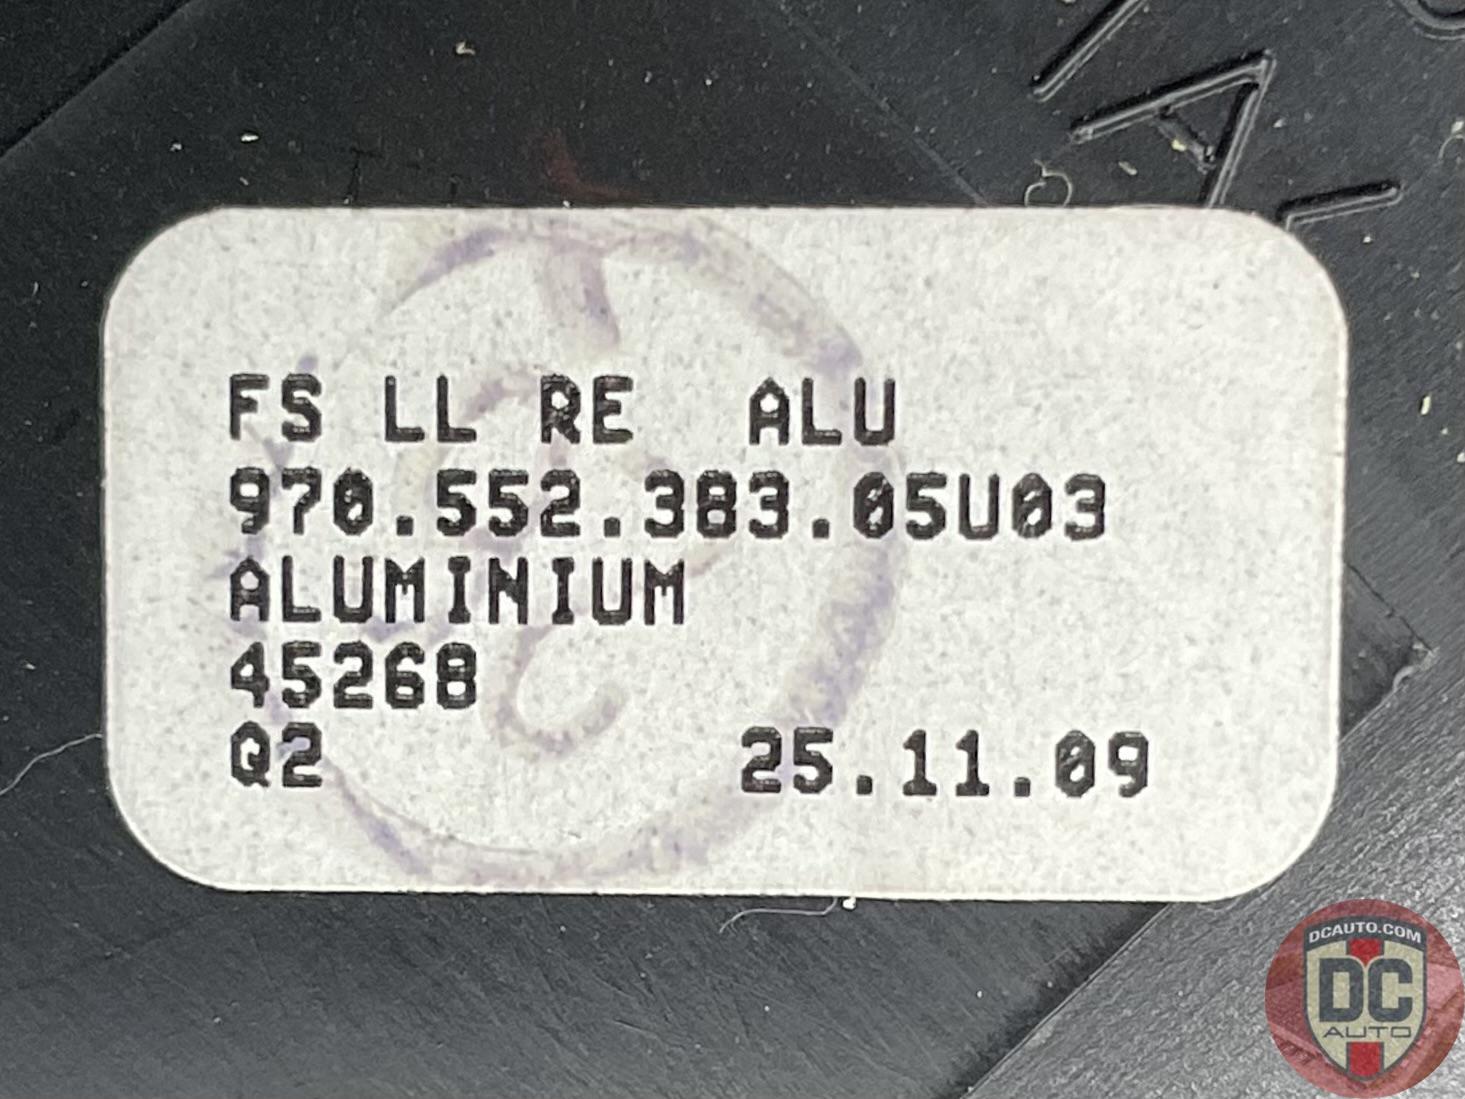 FS LL RE  ALU
970.552.383.05U03
ALUMINIUM
45268
Q2 25.11.09
DCAUTO.COM
DC
AUTO